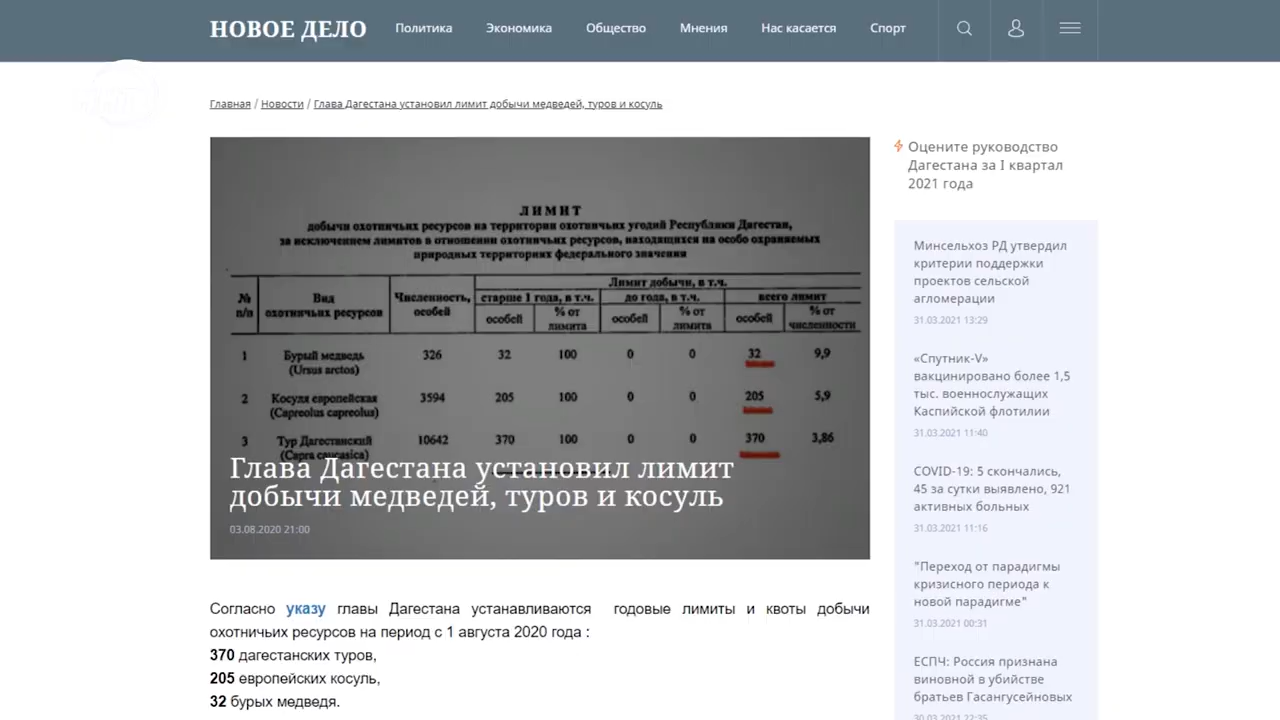 НОВОЕ ДЕЛО
Политика
Экономика
Общество
Мнения
Нас касается
Спорт
Главная / Новости / Глава Дагестана установил лимит добычи медведей, туров и косуль
ЛИМИТ
добычи охотничьих ресурсов на территории охотничьих угодий Республики Дагестан,
за исключением лимитов в отношении охотничьих ресурсов, находящихся на особо охраняемых
природных территориях федерального значения
№ п/п
Вид охотничьих ресурсов
Численность, особей
Лимит добычи, в т.ч.
старше 1 года, в т.ч.
до года, в т.ч.
всего лимит
особей
% от лимита
особей
% от лимита
особей
% от численности
1 Бурый медведь 326 32 100 0 0 32 9,9
(Ursus arctos)
2 Косуля европейская 3594 205 100 0 0 205 5,9
(Capreolus capreolus)
3 Тур Дагестанский 10642 370 100 0 0 370 3,86
(Capra caucasica)
Глава Дагестана установил лимит
добычи медведей, туров и косуль
03.08.2020 21:00
Согласно указу главы Дагестана устанавливаются годовые лимиты и квоты добычи
охотничьих ресурсов на период с 1 августа 2020 года :
370 дагестанских туров,
205 европейских косуль,
32 бурых медведя.
Оцените руководство
Дагестана за I квартал
2021 года
Минсельхоз РД утвердил
критерии поддержки
проектов сельской
агломерации
31.03.2021 13:29
«Спутник-V»
вакцинировано более 1,5
тыс. военнослужащих
Каспийской флотилии
31.03.2021 11:40
COVID-19: 5 скончались,
45 за сутки выявлено, 921
активных больных
31.03.2021 11:16
"Переход от парадигмы
кризисного периода к
новой парадигме"
31.03.2021 00:31
ЕСПЧ: Россия признана
виновной в убийстве
братьев Гасангусейновых
30.03.2021 22:35